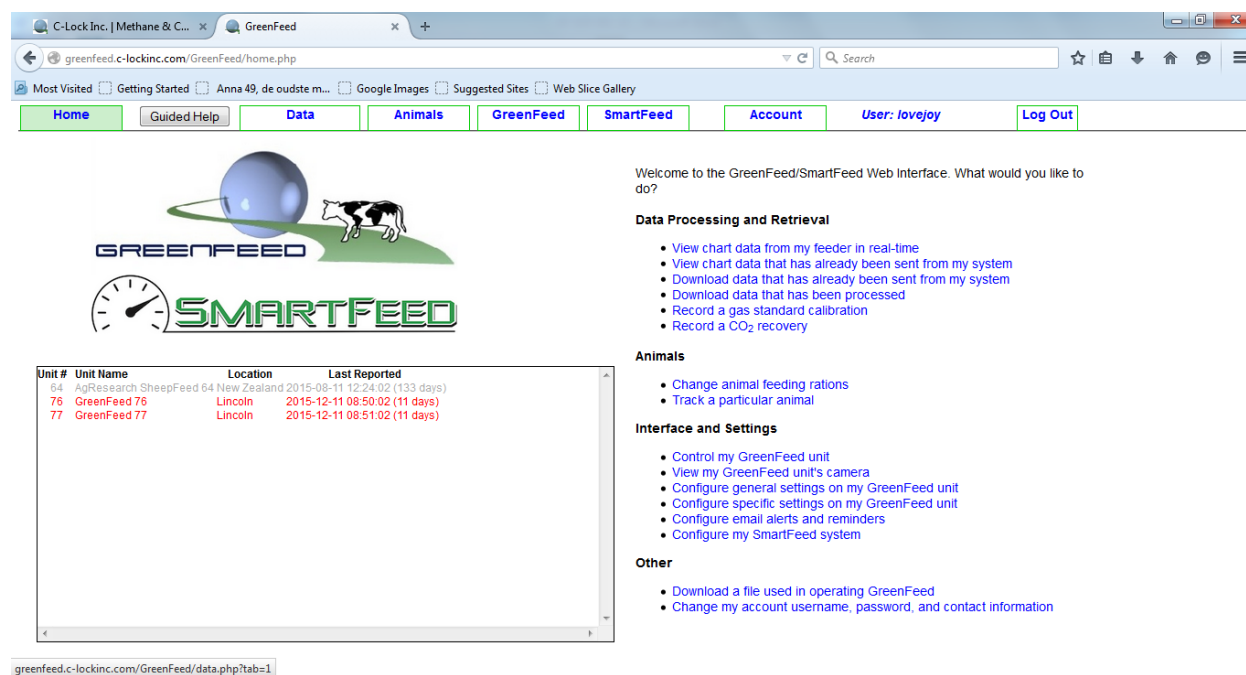 C-Lock Inc. | Methane & C... × GreenFeed × +
greenfeed.c-lockinc.com/GreenFeed/home.php Search
Most Visited Getting Started Anna 49, de oudste m... Google Images Suggested Sites Web Slice Gallery
Home Guided Help Data Animals GreenFeed SmartFeed Account User: lovejoy Log Out
GREENFEED
SMARTFEED
Unit # Unit Name Location Last Reported
64 AgResearch SheepFeed 64 New Zealand 2015-08-11 12:24:02 (133 days)
76 GreenFeed 76 Lincoln 2015-12-11 08:50:02 (11 days)
77 GreenFeed 77 Lincoln 2015-12-11 08:51:02 (11 days)
Welcome to the GreenFeed/SmartFeed Web Interface. What would you like to
do?
Data Processing and Retrieval
• View chart data from my feeder in real-time
• View chart data that has already been sent from my system
• Download data that has already been sent from my system
• Download data that has been processed
• Record a gas standard calibration
• Record a CO₂ recovery
Animals
• Change animal feeding rations
• Track a particular animal
Interface and Settings
• Control my GreenFeed unit
• View my GreenFeed unit's camera
• Configure general settings on my GreenFeed unit
• Configure specific settings on my GreenFeed unit
• Configure email alerts and reminders
• Configure my SmartFeed system
Other
• Download a file used in operating GreenFeed
• Change my account username, password, and contact information
greenfeed.c-lockinc.com/GreenFeed/data.php?tab=1